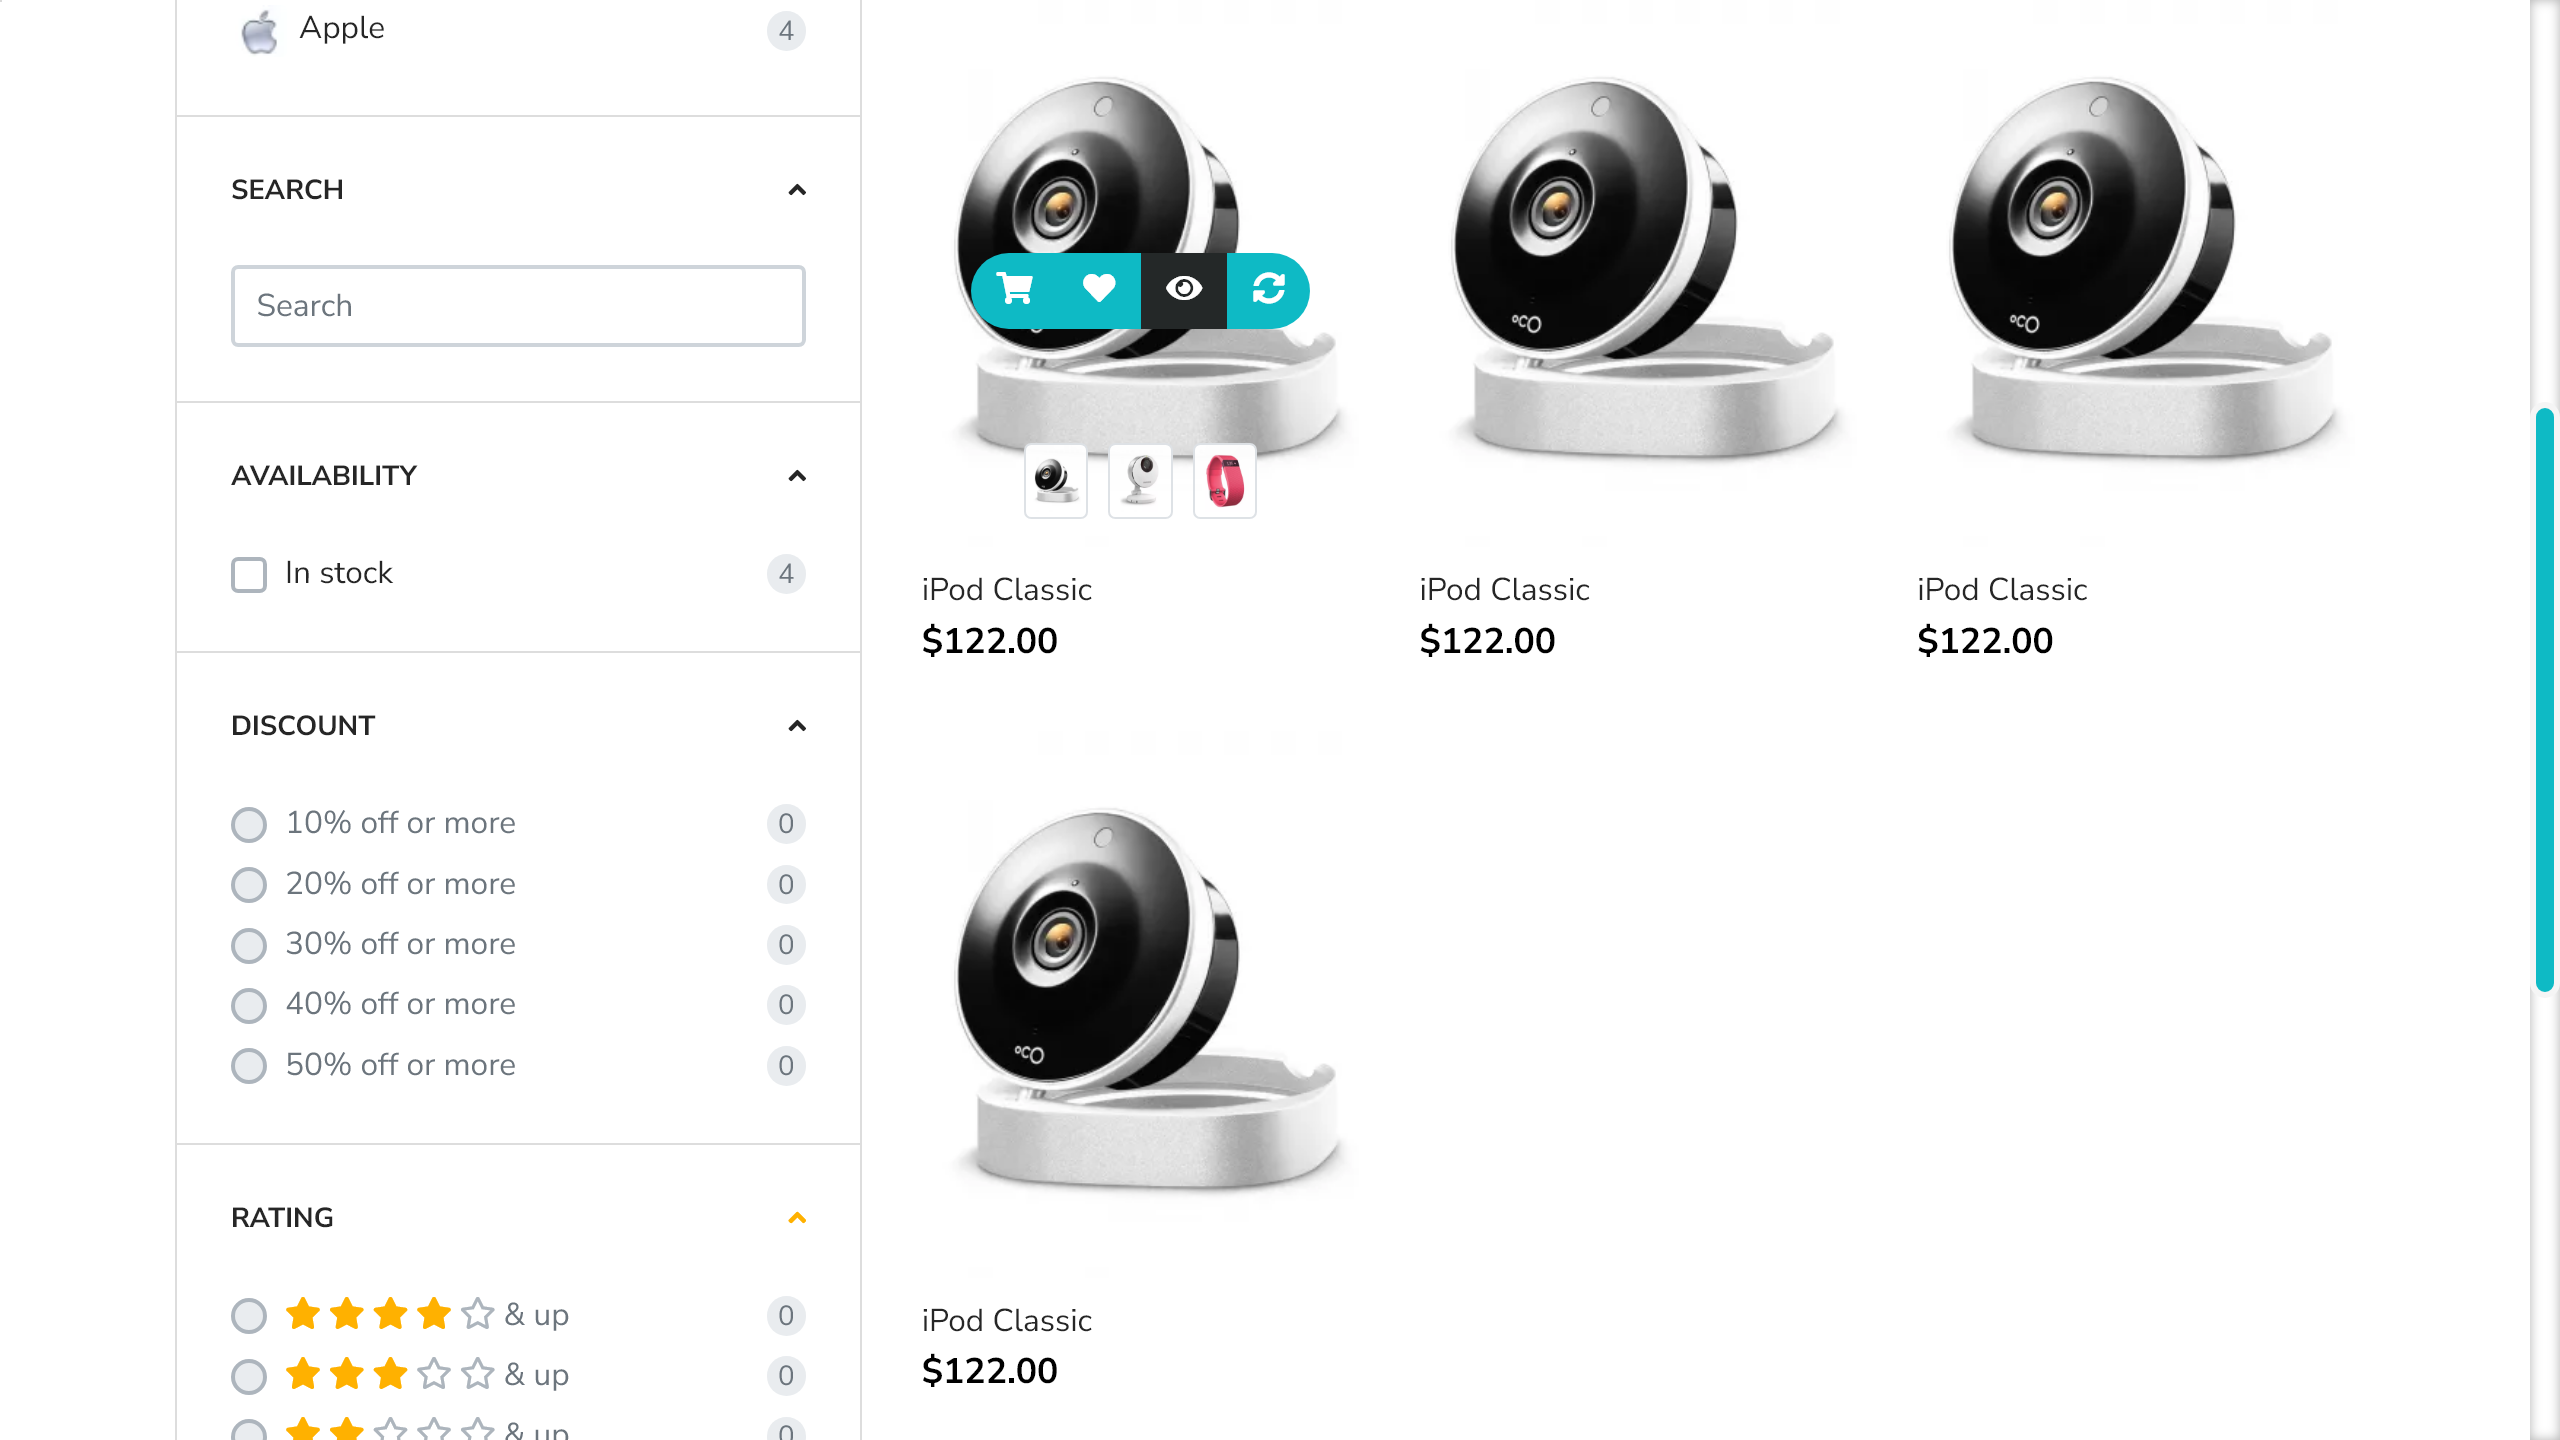 Apple 4
SEARCH
Search
AVAILABILITY
In stock 4
DISCOUNT
10% off or more 0
20% off or more 0
30% off or more 0
40% off or more 0
50% off or more 0
RATING
& up 0
& up 0
& up 0
oco
oco
iPod Classic
$122.00
iPod Classic
$122.00
iPod Classic
$122.00
oco
iPod Classic
$122.00